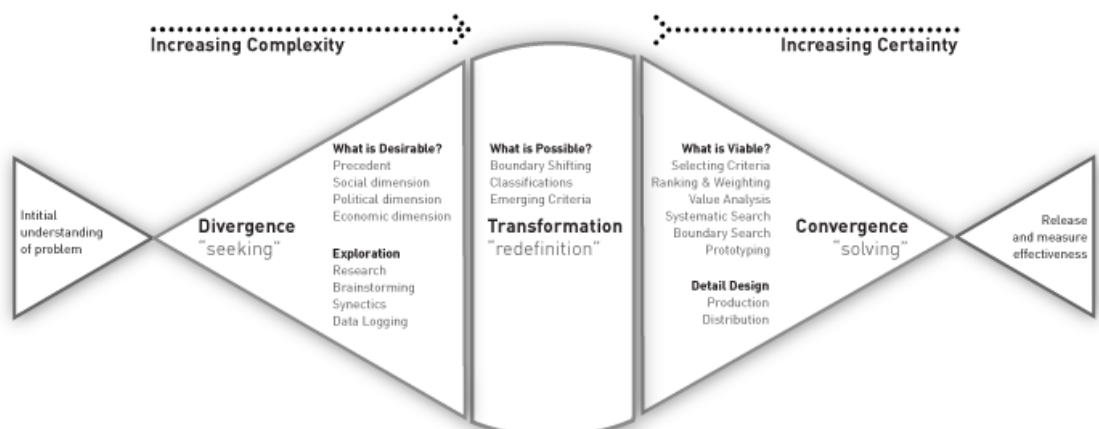 Increasing Complexity
Increasing Certainty
Intitial
understanding
of problem
Divergence
"seeking"
What is Desirable?
Precedent
Social dimension
Political dimension
Economic dimension
Exploration
Research
Brainstorming
Synectics
Data Logging
What is Possible?
Boundary Shifting
Classifications
Emerging Criteria
Transformation
"redefinition"
What is Viable?
Selecting Criteria
Ranking & Weighting
Value Analysis
Systematic Search
Boundary Search
Prototyping
Detail Design
Production
Distribution
Convergence
"solving"
Release
and measure
effectiveness